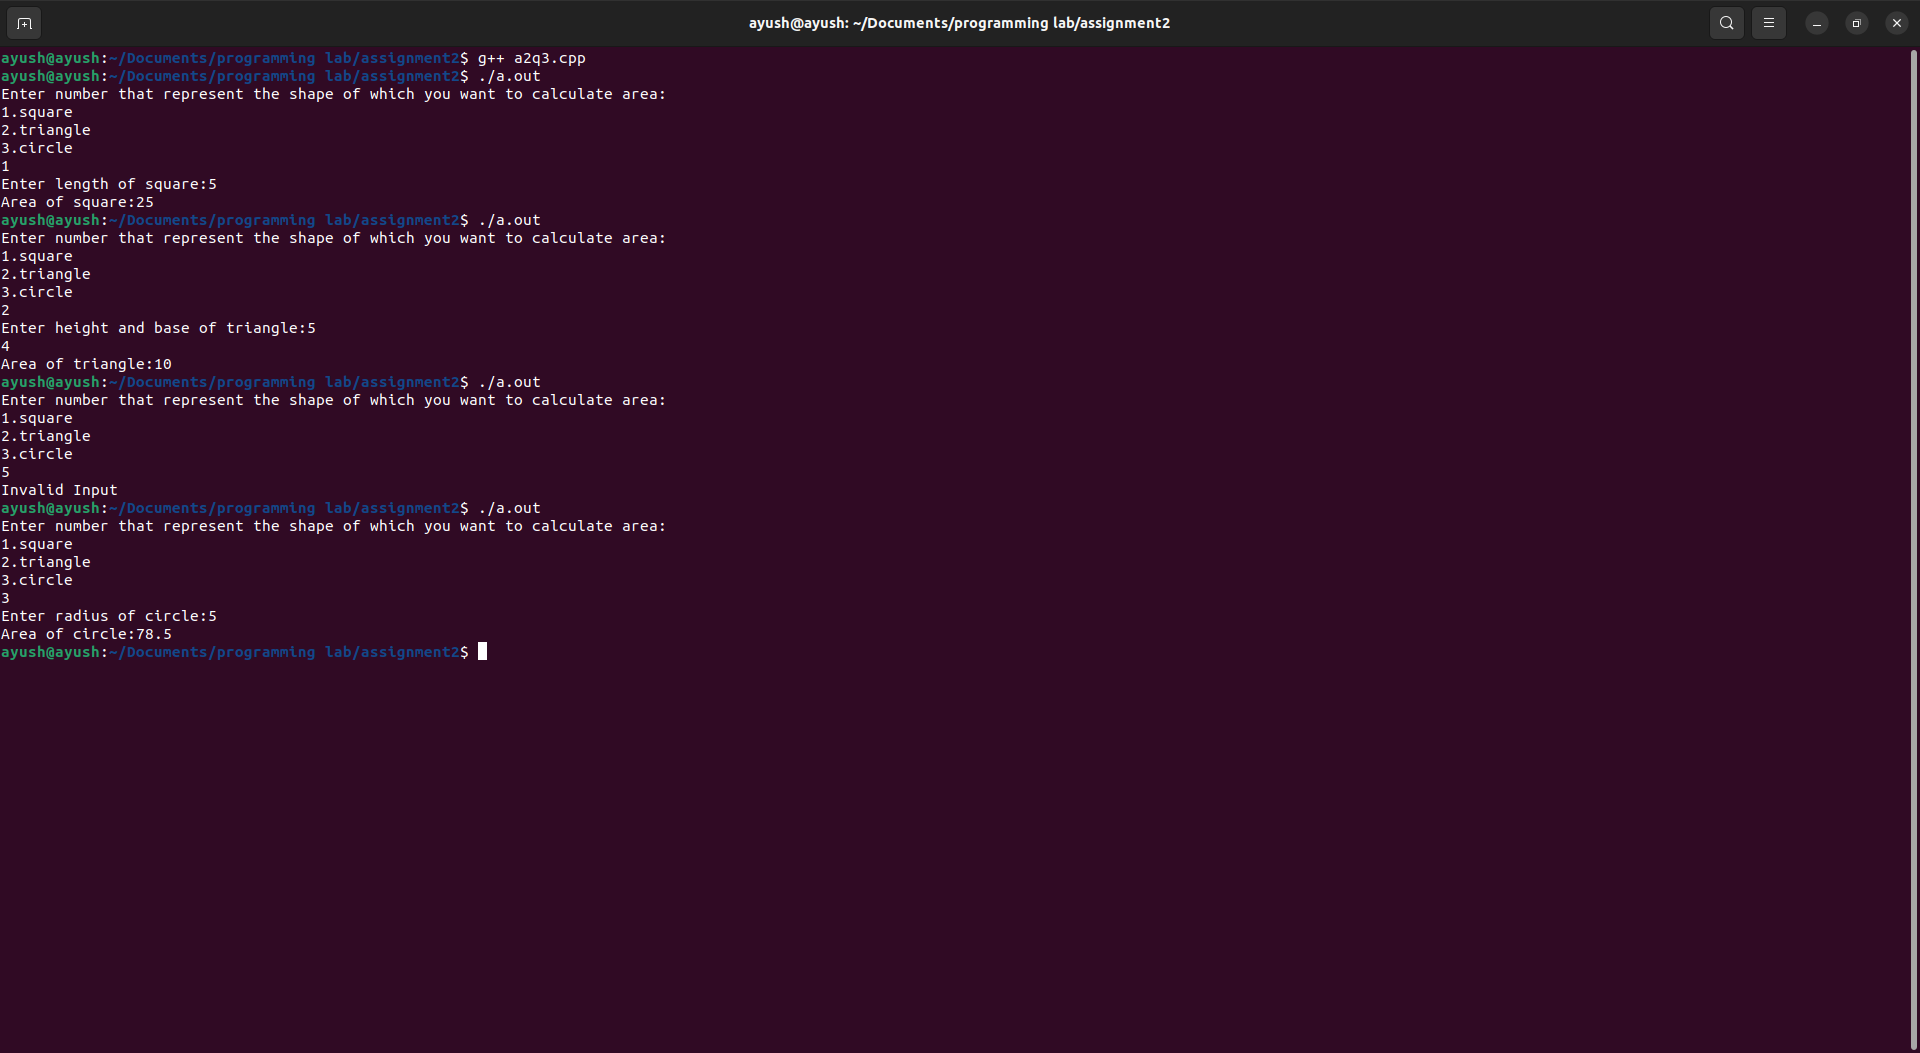 ayush@ayush: ~/Documents/programming lab/assignment2
ayush@ayush:~/Documents/programming lab/assignment2$ g++ a2q3.cpp
ayush@ayush:~/Documents/programming lab/assignment2$ ./a.out
Enter number that represent the shape of which you want to calculate area:
1.square
2.triangle
3.circle
1
Enter length of square:5
Area of square:25
ayush@ayush:~/Documents/programming lab/assignment2$ ./a.out
Enter number that represent the shape of which you want to calculate area:
1.square
2.triangle
3.circle
2
Enter height and base of triangle:5
4
Area of triangle:10
ayush@ayush:~/Documents/programming lab/assignment2$ ./a.out
Enter number that represent the shape of which you want to calculate area:
1.square
2.triangle
3.circle
5
Invalid Input
ayush@ayush:~/Documents/programming lab/assignment2$ ./a.out
Enter number that represent the shape of which you want to calculate area:
1.square
2.triangle
3.circle
3
Enter radius of circle:5
Area of circle:78.5
ayush@ayush:~/Documents/programming lab/assignment2$